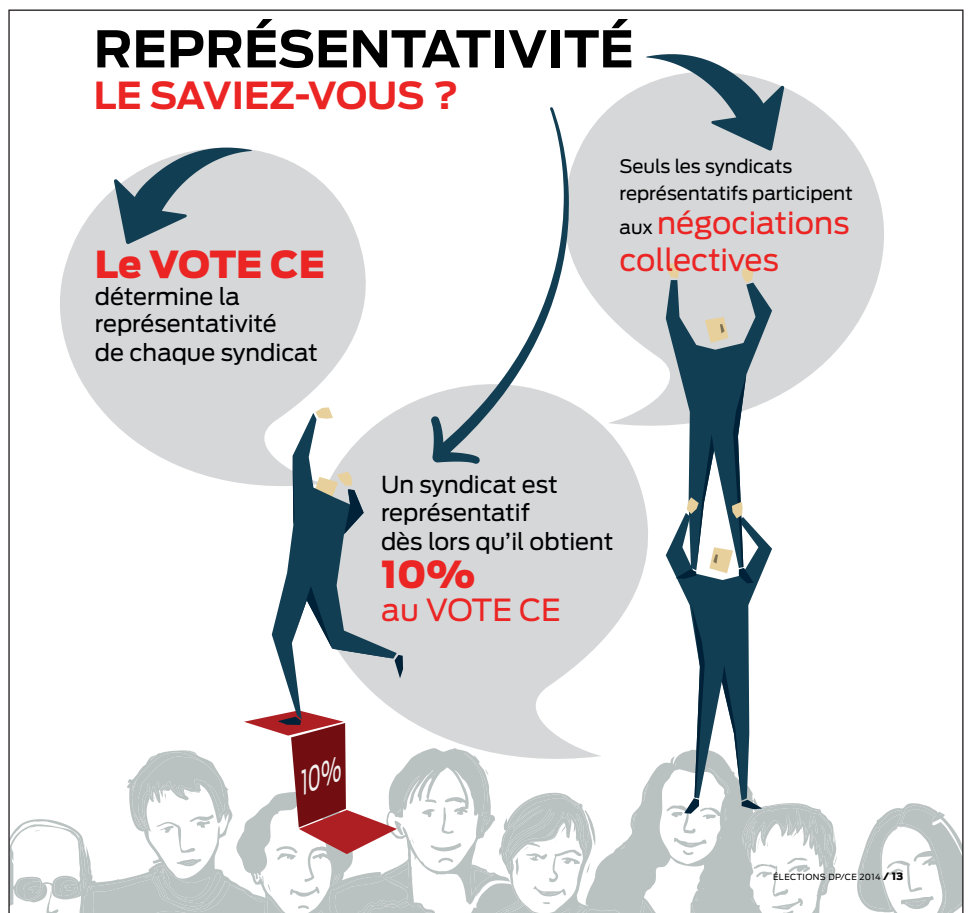 REPRÉSENTATIVITÉ
LE SAVIEZ-VOUS ?
Le VOTE CE
détermine la
représentativité
de chaque syndicat
Un syndicat est
représentatif
dès lors qu'il obtient
10%
au VOTE CE
Seuls les syndicats
représentatifs participent
aux négociations
collectives
10%
ÉLECTIONS DP/CE 2014 / 13